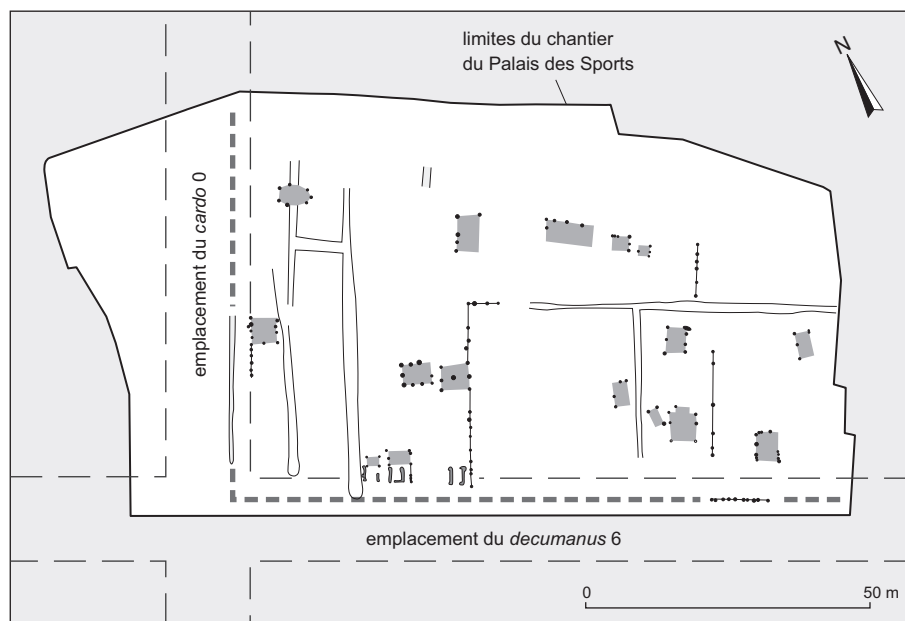 limites du chantier
du Palais des Sports
N
emplacement du cardo 0
emplacement du decumanus 6
0 50 m